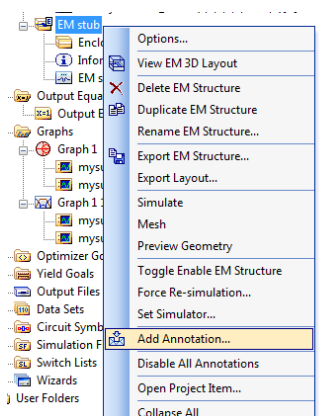 EM stub
Enclo
Infor
EM s
Output Equa
Output E
Graphs
Graph 1
mysu
mysu
Graph 1
mysu
mysu
Optimizer Go
Yield Goals
Output Files
Data Sets
Circuit Symb
Simulation F
Switch Lists
Wizards
User Folders
Options...
View EM 3D Layout
Delete EM Structure
Duplicate EM Structure
Rename EM Structure...
Export EM Structure...
Export Layout...
Simulate
Mesh
Preview Geometry
Toggle Enable EM Structure
Force Re-simulation...
Set Simulator...
Add Annotation...
Disable All Annotations
Open Project Item...
Collapse All